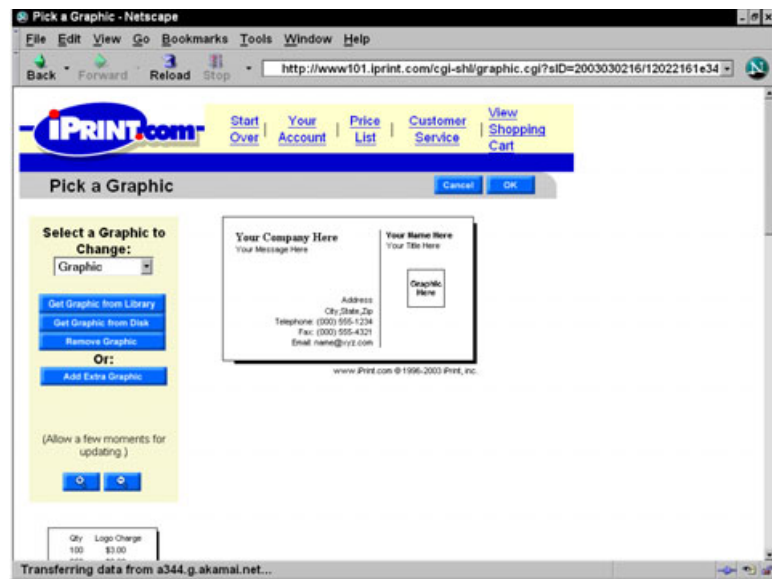 Pick a Graphic - Netscape
File Edit View Go Bookmarks Tools Window Help
Back Forward Reload Stop http://www101.iprint.com/cgi-shl/graphic.cgi?sID=2003030216/12022161e34
iPRINT.com
Start Over | Your Account | Price List | Customer Service | View Shopping Cart
Pick a Graphic
Cancel OK
Select a Graphic to
Change:
Graphic
Get Graphic from Library
Get Graphic from Disk
Remove Graphic
Or:
Add Extra Graphic
(Allow a few moments for
updating.)
Your Company Here
Your Message Here
Your Name Here
Your Title Here
Graphic
Here
Address
City,State,Zip
Telephone: (000) 555-1234
Fax: (000) 555-4321
Email: name@xyz.com
www.iPrint.com © 1996-2003 iPrint, inc.
Qty Logo Charge
100 $3.00
Transferring data from a344.g.akamai.net...